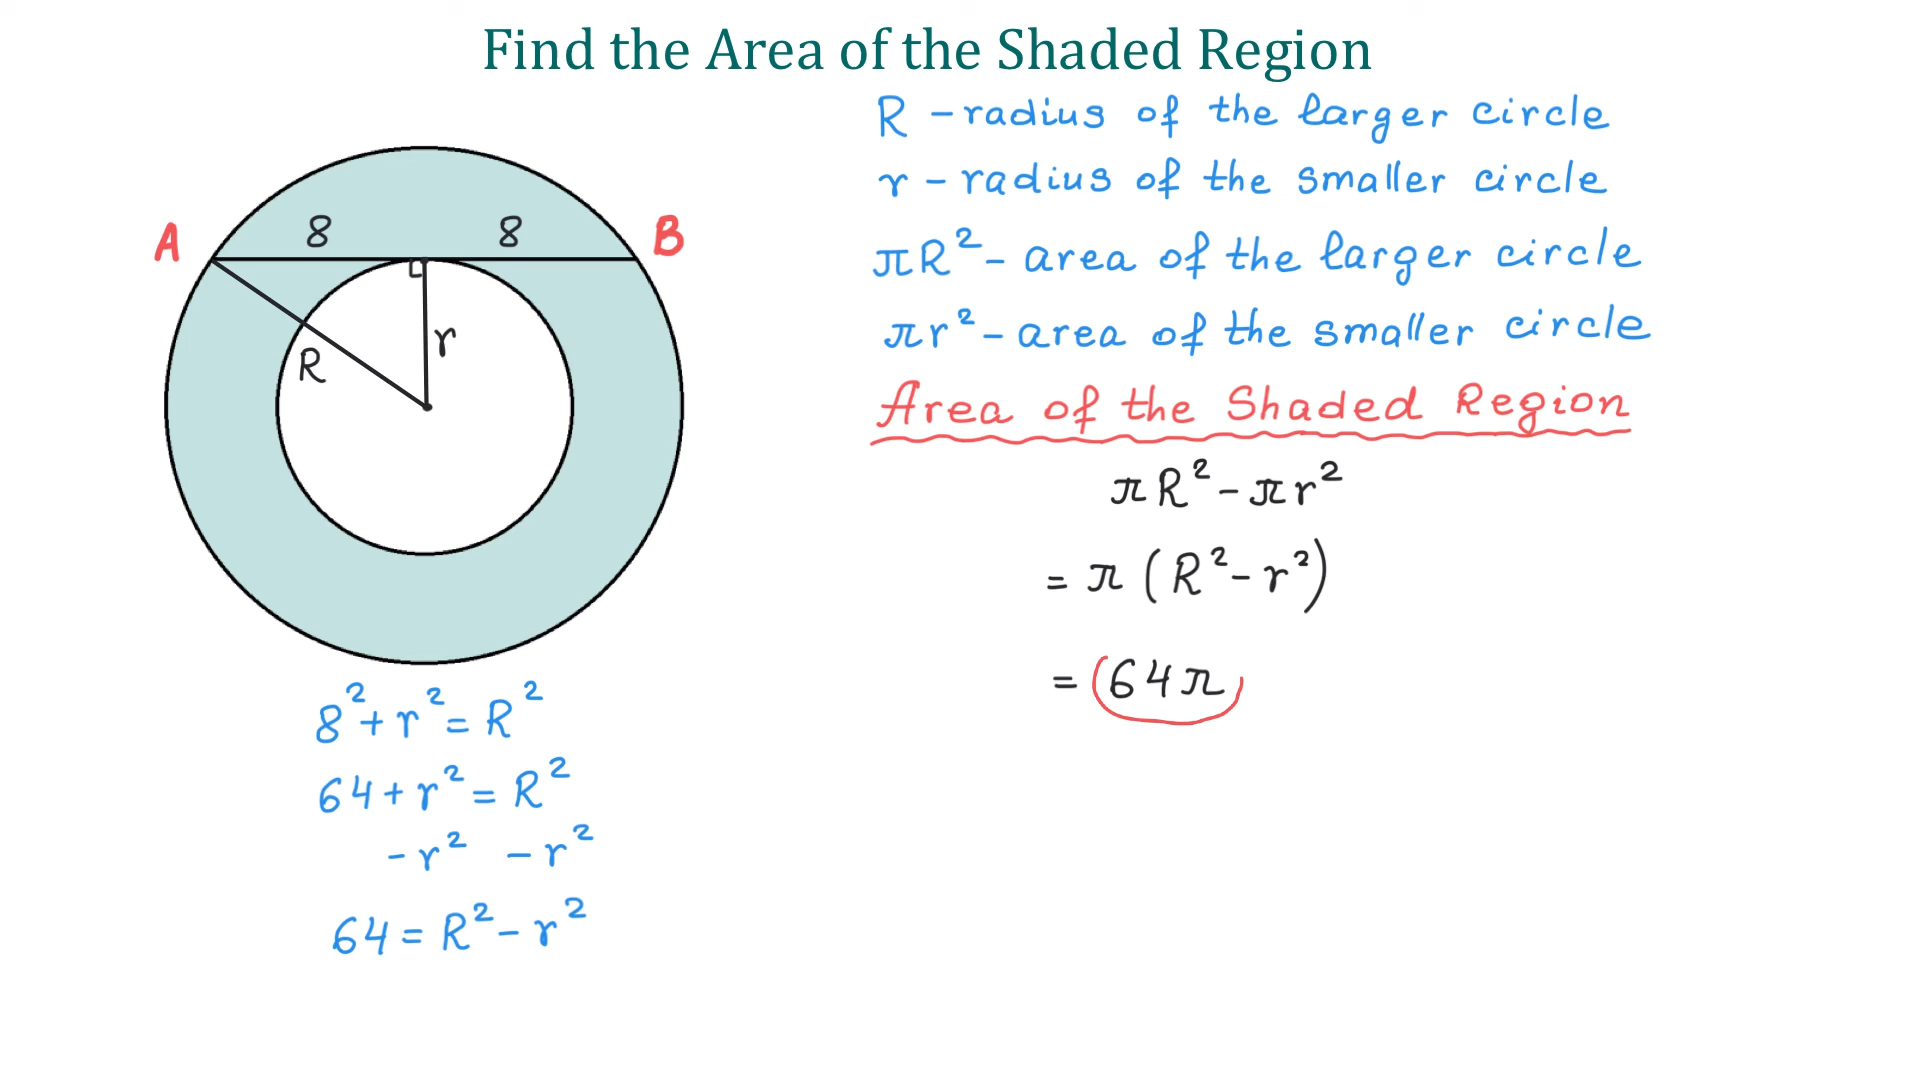 Find the Area of the Shaded Region
R - radius of the larger circle
r - radius of the smaller circle
πR² - area of the larger circle
πr² - area of the smaller circle
Area of the Shaded Region
πR² - πr²
= π (R² - r²)
= 64π
A 8 8 B
r
R
8² + r² = R²
64 + r² = R²
- r² - r²
64 = R² - r²